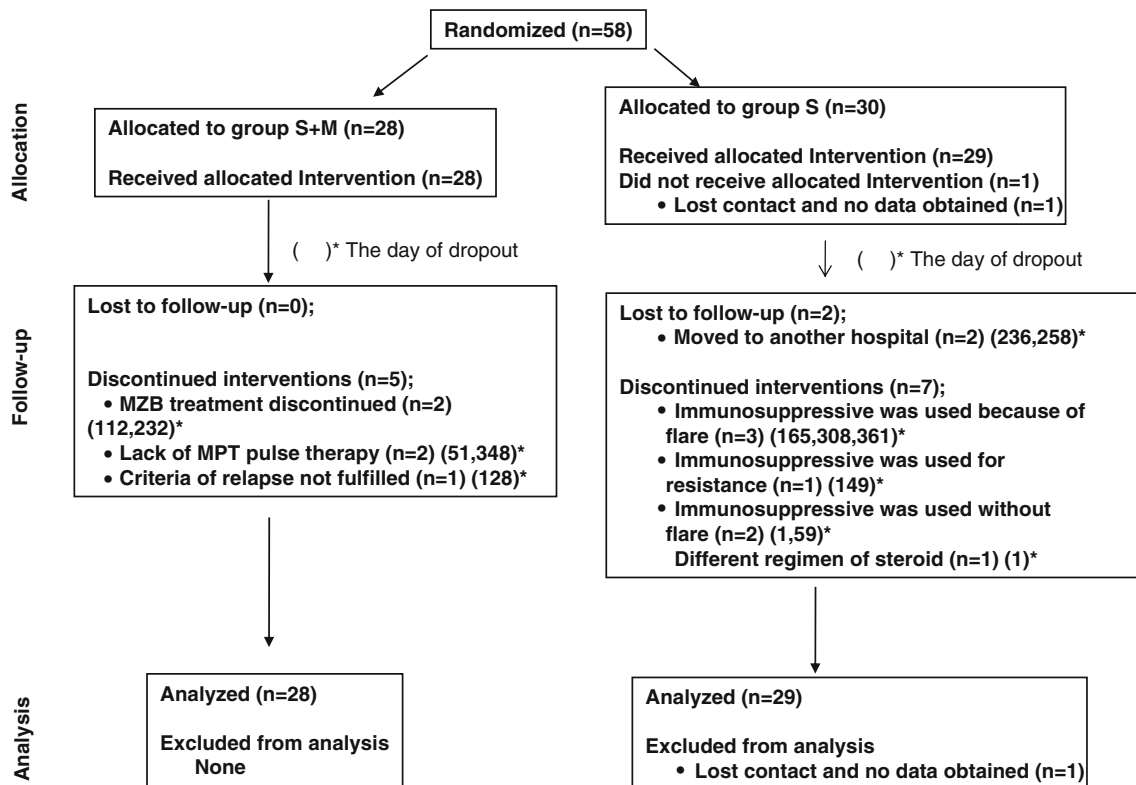 Randomized (n=58)
Allocation
Allocated to group S+M (n=28)
Received allocated Intervention (n=28)
Allocated to group S (n=30)
Received allocated Intervention (n=29)
Did not receive allocated Intervention (n=1)
• Lost contact and no data obtained (n=1)
( )* The day of dropout
( )* The day of dropout
Follow-up
Lost to follow-up (n=0);
Discontinued interventions (n=5);
• MZB treatment discontinued (n=2)
(112,232)*
• Lack of MPT pulse therapy (n=2) (51,348)*
• Criteria of relapse not fulfilled (n=1) (128)*
Lost to follow-up (n=2);
• Moved to another hospital (n=2) (236,258)*
Discontinued interventions (n=7);
• Immunosuppressive was used because of
flare (n=3) (165,308,361)*
• Immunosuppressive was used for
resistance (n=1) (149)*
• Immunosuppressive was used without
flare (n=2) (1,59)*
Different regimen of steroid (n=1) (1)*
Analysis
Analyzed (n=28)
Excluded from analysis
None
Analyzed (n=29)
Excluded from analysis
• Lost contact and no data obtained (n=1)